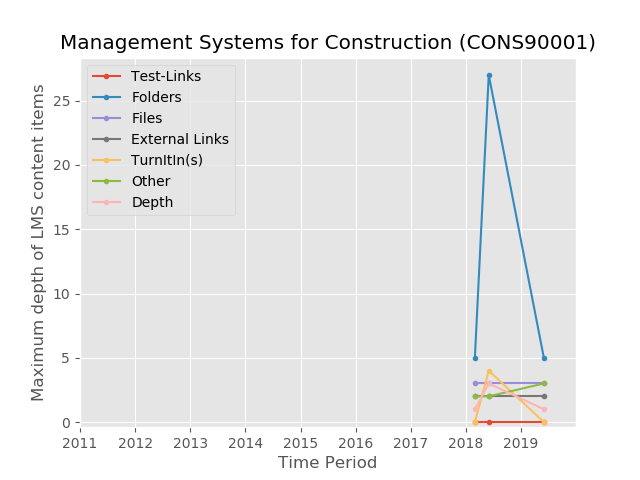 Management Systems for Construction (CONS90001)
Maximum depth of LMS content items
25
20
15
10
5
0
Test-Links
Folders
Files
External Links
TurnItIn(s)
Other
Depth
2011 2012 2013 2014 2015 2016 2017 2018 2019
Time Period